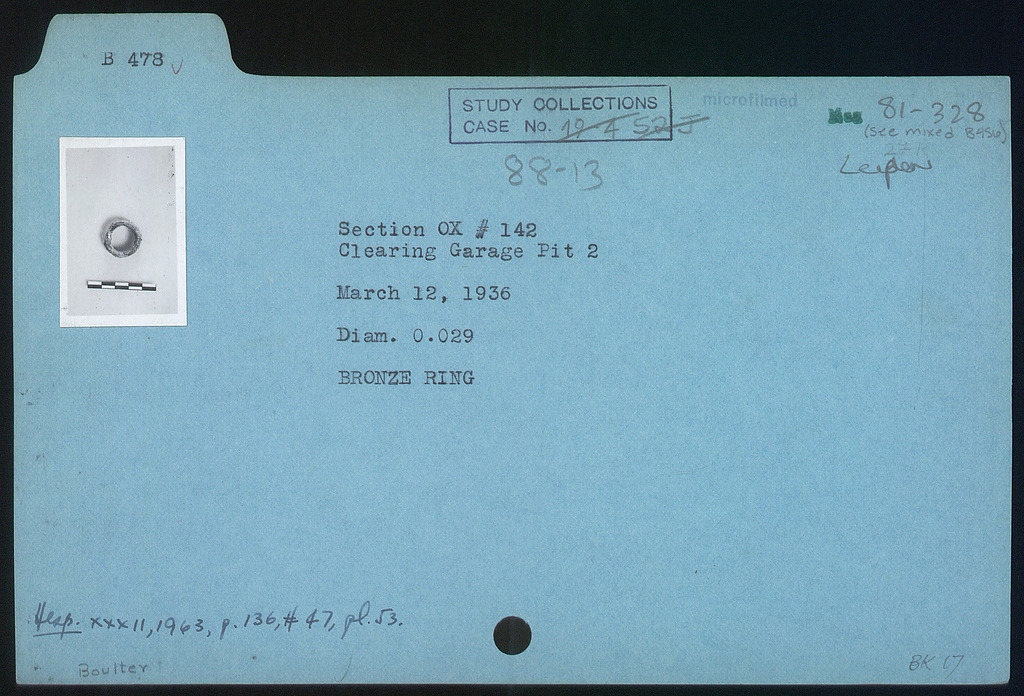 B 478
STUDY COLLECTIONS
CASE No.
microfilmed
81-328
(see mixed B456)
88-13
Section OX # 142
Clearing Garage Pit 2
March 12, 1936
Diam. 0.029
BRONZE RING
Hesp. XXXII, 1963, p. 136, # 47, pl. 53.
Boulter
BK 17